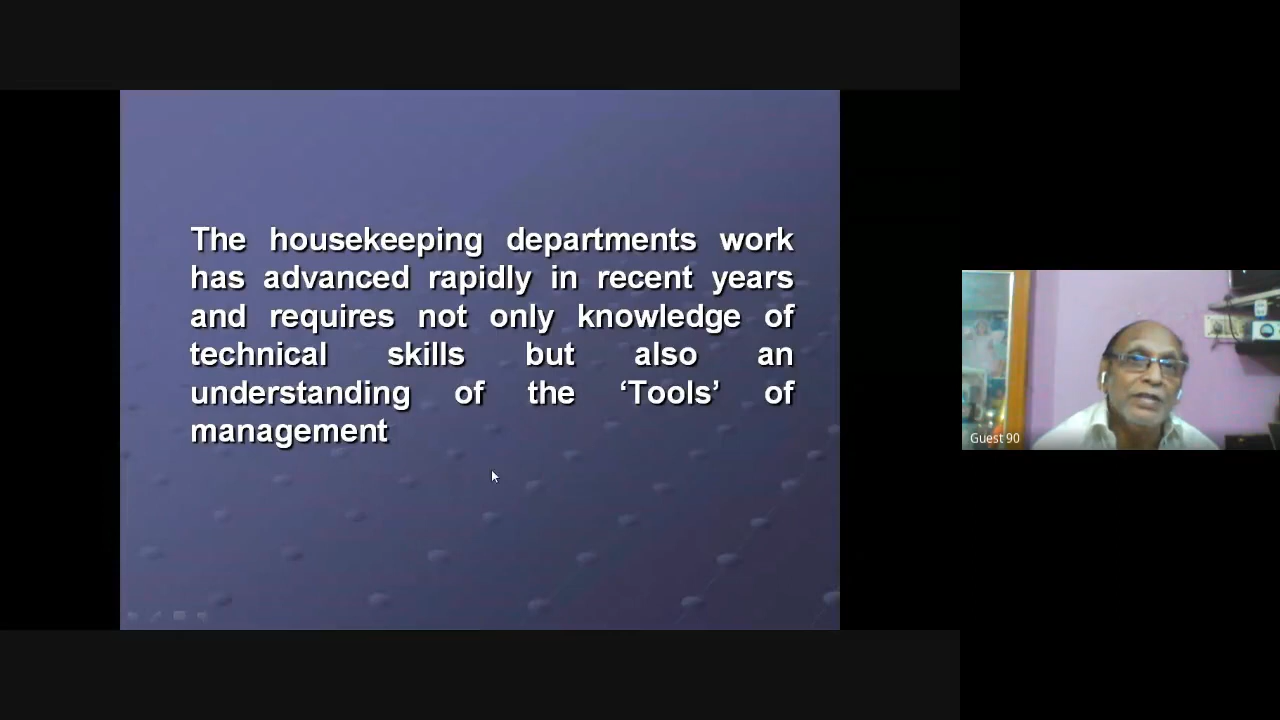 The housekeeping departments work
has advanced rapidly in recent years
and requires not only knowledge of
technical skills but also an
understanding of the ‘Tools’ of
management
Guest 90